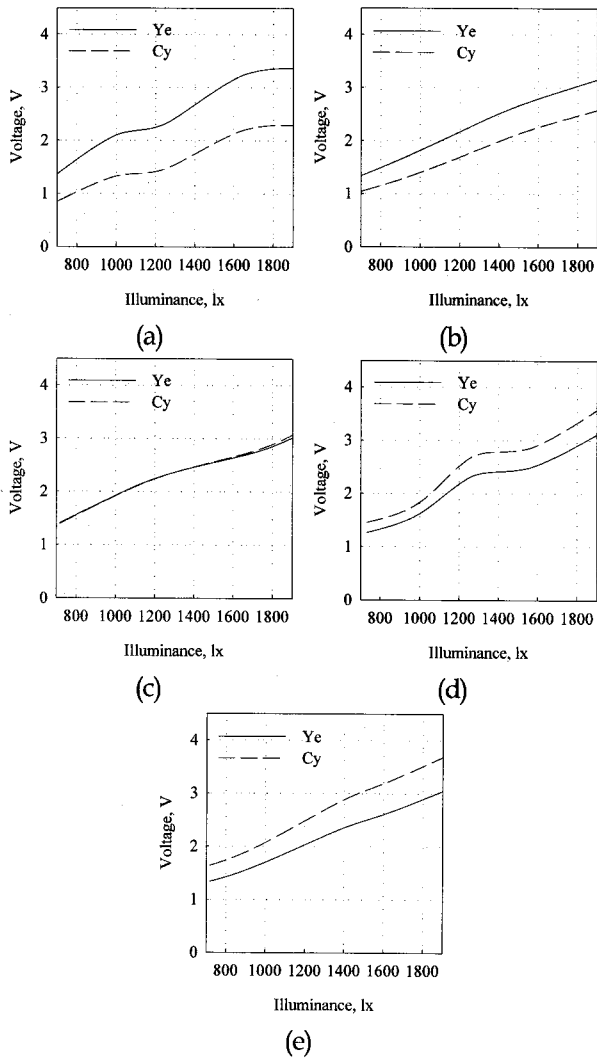 4
Ye
Cy
3
2
1
0
Voltage, V
800 1000 1200 1400 1600 1800
Illuminance, lx
(a)
4
Ye
Cy
3
2
1
0
Voltage, V
800 1000 1200 1400 1600 1800
Illuminance, lx
(b)
4
Ye
Cy
3
2
1
0
Voltage, V
800 1000 1200 1400 1600 1800
Illuminance, lx
(c)
4
Ye
Cy
3
2
1
0
Voltage, V
800 1000 1200 1400 1600 1800
Illuminance, lx
(d)
4
Ye
Cy
3
2
1
0
Voltage, V
800 1000 1200 1400 1600 1800
Illuminance, lx
(e)